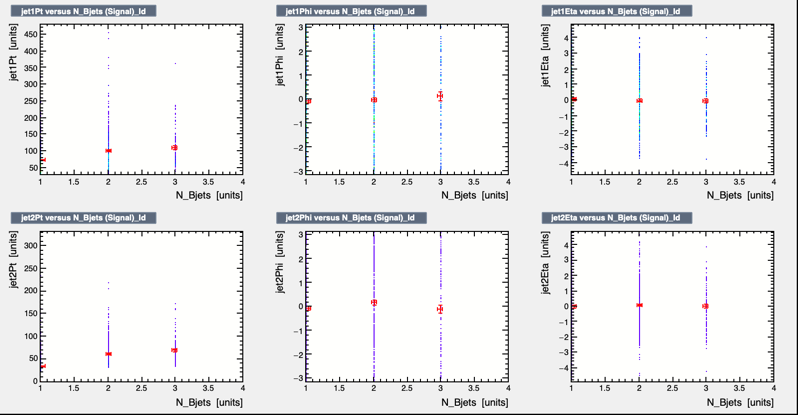 jet1Pt versus N_Bjets (Signal)_Id
jet1Pt [units]
450
400
350
300
250
200
150
100
50
1 1.5 2 2.5 3 3.5 4
N_Bjets [units]
jet1Phi versus N_Bjets (Signal)_Id
jet1Phi [units]
3
2
1
0
−1
−2
−3
1 1.5 2 2.5 3 3.5 4
N_Bjets [units]
jet1Eta versus N_Bjets (Signal)_Id
jet1Eta [units]
4
3
2
1
0
−1
−2
−3
−4
1 1.5 2 2.5 3 3.5 4
N_Bjets [units]
jet2Pt versus N_Bjets (Signal)_Id
jet2Pt [units]
300
250
200
150
100
50
0
1 1.5 2 2.5 3 3.5 4
N_Bjets [units]
jet2Phi versus N_Bjets (Signal)_Id
jet2Phi [units]
3
2
1
0
−1
−2
−3
1 1.5 2 2.5 3 3.5 4
N_Bjets [units]
jet2Eta versus N_Bjets (Signal)_Id
jet2Eta [units]
4
3
2
1
0
−1
−2
−3
−4
1 1.5 2 2.5 3 3.5 4
N_Bjets [units]